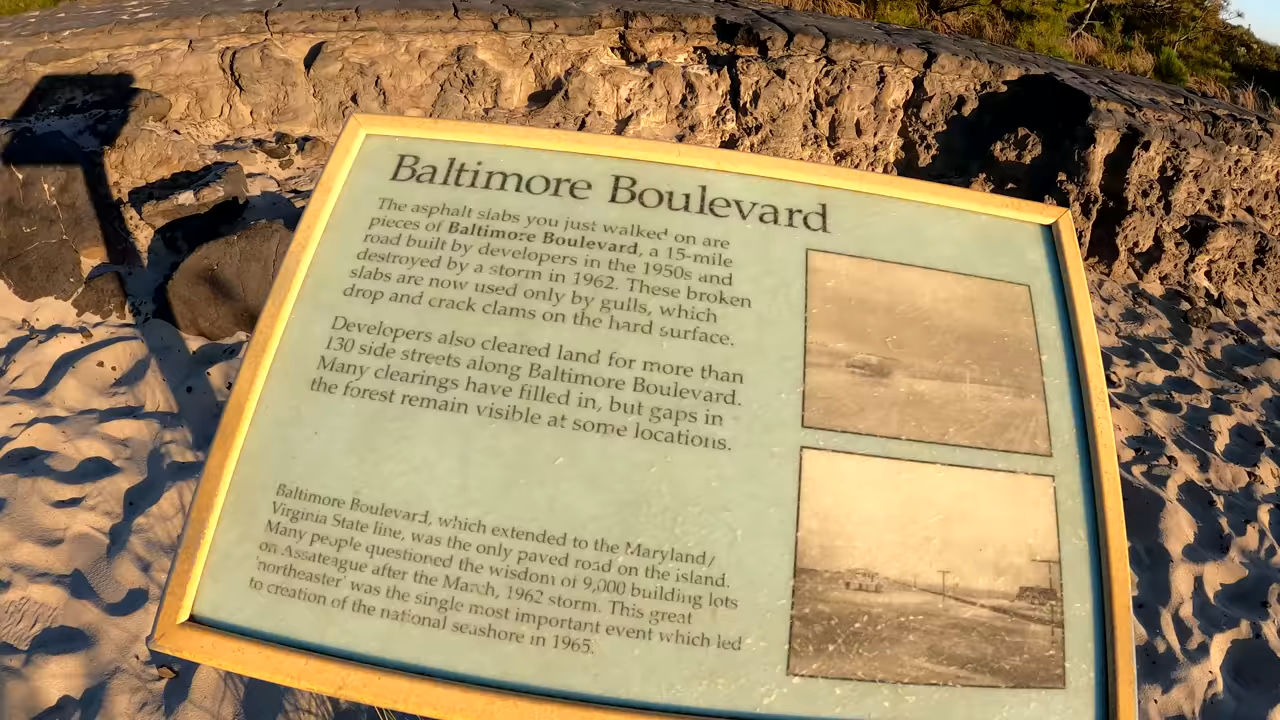 Baltimore Boulevard
The asphalt slabs you just walked on are
pieces of Baltimore Boulevard, a 15-mile
road built by developers in the 1950s and
destroyed by a storm in 1962. These broken
slabs are now used only by gulls, which
drop and crack clams on the hard surface.
Developers also cleared land for more than
130 side streets along Baltimore Boulevard.
Many clearings have filled in, but gaps in
the forest remain visible at some locations.
Baltimore Boulevard, which extended to the Maryland/
Virginia State line, was the only paved road on the island.
Many people questioned the wisdom of 9,000 building lots
on Assateague after the March, 1962 storm. This great
'northeaster' was the single most important event which led
to creation of the national seashore in 1965.